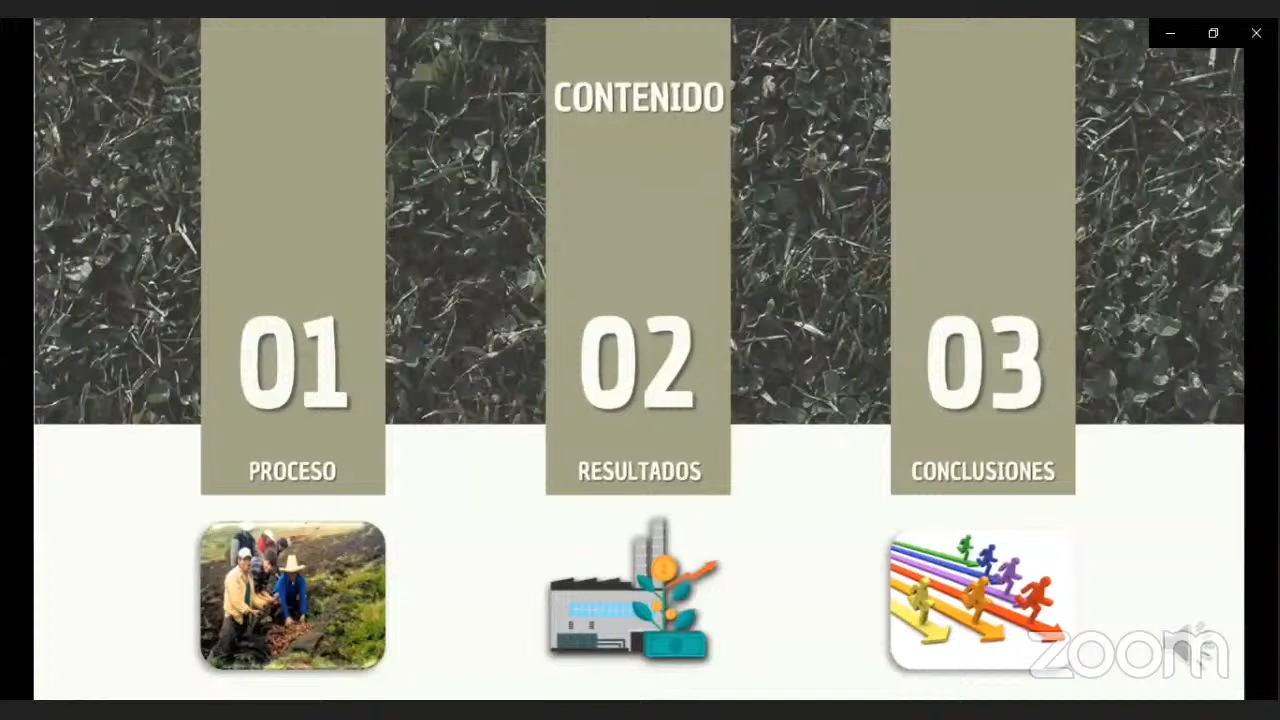 CONTENIDO
01
PROCESO
02
RESULTADOS
03
CONCLUSIONES
zoom